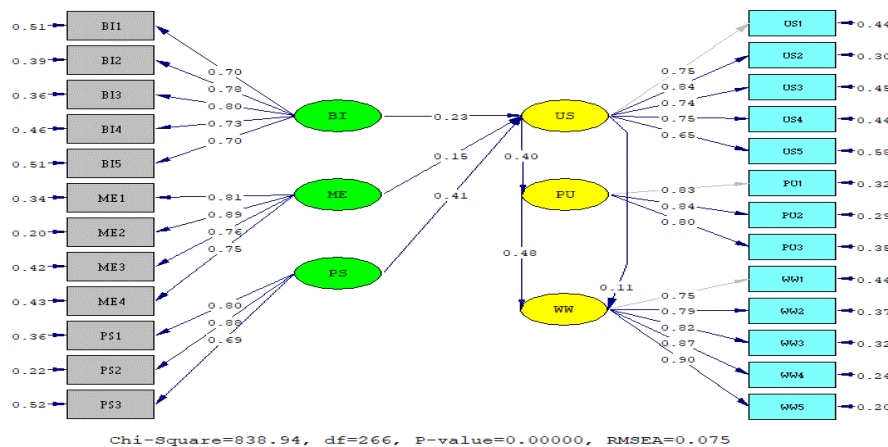 0.51 BI1 0.70
0.39 BI2 0.78
0.36 BI3 0.80
0.46 BI4 0.73
0.51 BI5 0.70
0.34 ME1 0.81
0.20 ME2 0.89
0.42 ME3 0.76
0.43 ME4 0.75
0.36 PS1 0.80
0.22 PS2 0.88
0.52 PS3 0.69
BI 0.23 US
ME 0.15 0.40 PU
PS 0.41 0.48 WW 0.11
0.75 US1 0.44
0.84 US2 0.30
0.74 US3 0.45
0.75 US4 0.44
0.65 US5 0.58
0.83 PU1 0.32
0.84 PU2 0.29
0.80 PU3 0.35
0.75 WW1 0.44
0.79 WW2 0.37
0.82 WW3 0.32
0.87 WW4 0.24
0.90 WW5 0.20
Chi-Square=838.94, df=266, P-value=0.00000, RMSEA=0.075